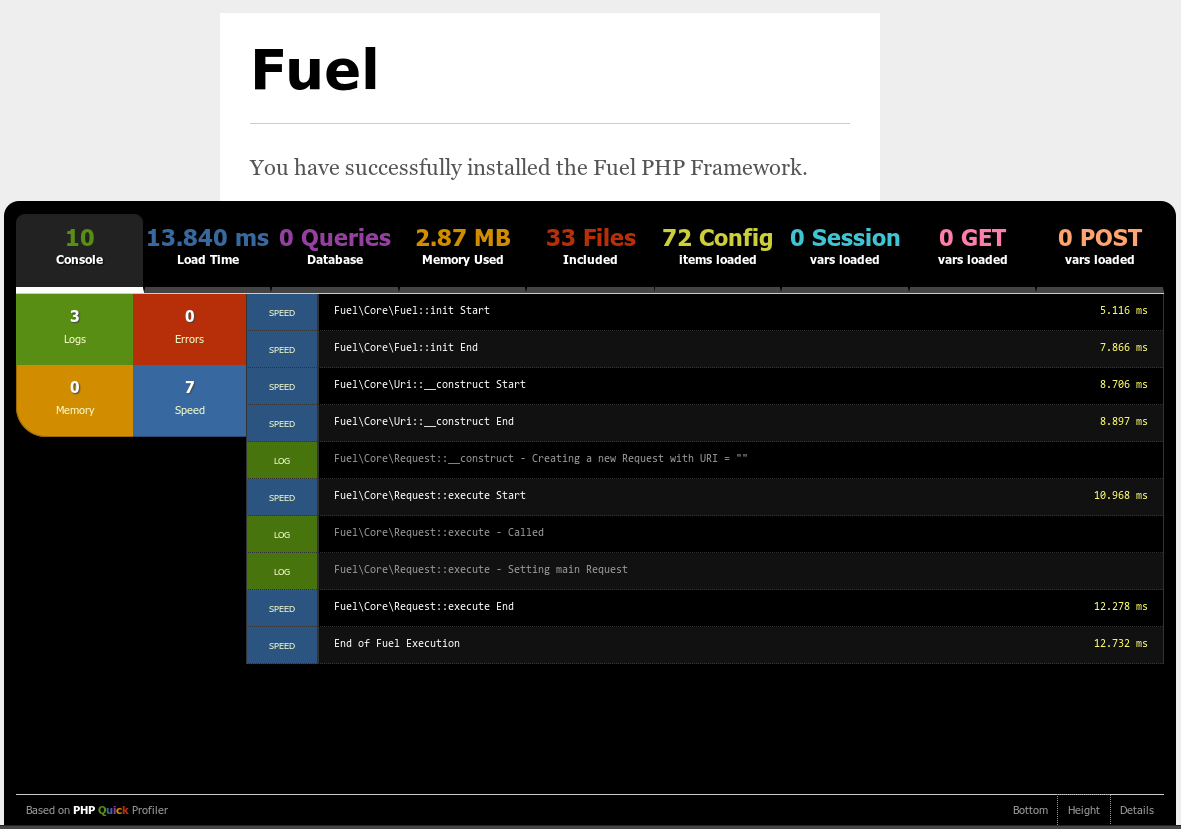 Fuel
You have successfully installed the Fuel PHP Framework.
10 13.840 ms 0 Queries 2.87 MB 33 Files 72 Config 0 Session 0 GET 0 POST
Console Load Time Database Memory Used Included items loaded vars loaded vars loaded vars loaded
3 Logs
0 Errors
0 Memory
7 Speed
SPEED Fuel\Core\Fuel::init Start 5.116 ms
SPEED Fuel\Core\Fuel::init End 7.866 ms
SPEED Fuel\Core\Uri::__construct Start 8.706 ms
SPEED Fuel\Core\Uri::__construct End 8.897 ms
LOG Fuel\Core\Request::__construct - Creating a new Request with URI = ""
SPEED Fuel\Core\Request::execute Start 10.968 ms
LOG Fuel\Core\Request::execute - Called
LOG Fuel\Core\Request::execute - Setting main Request
SPEED Fuel\Core\Request::execute End 12.278 ms
SPEED End of Fuel Execution 12.732 ms
Based on PHP Quick Profiler Bottom Height Details